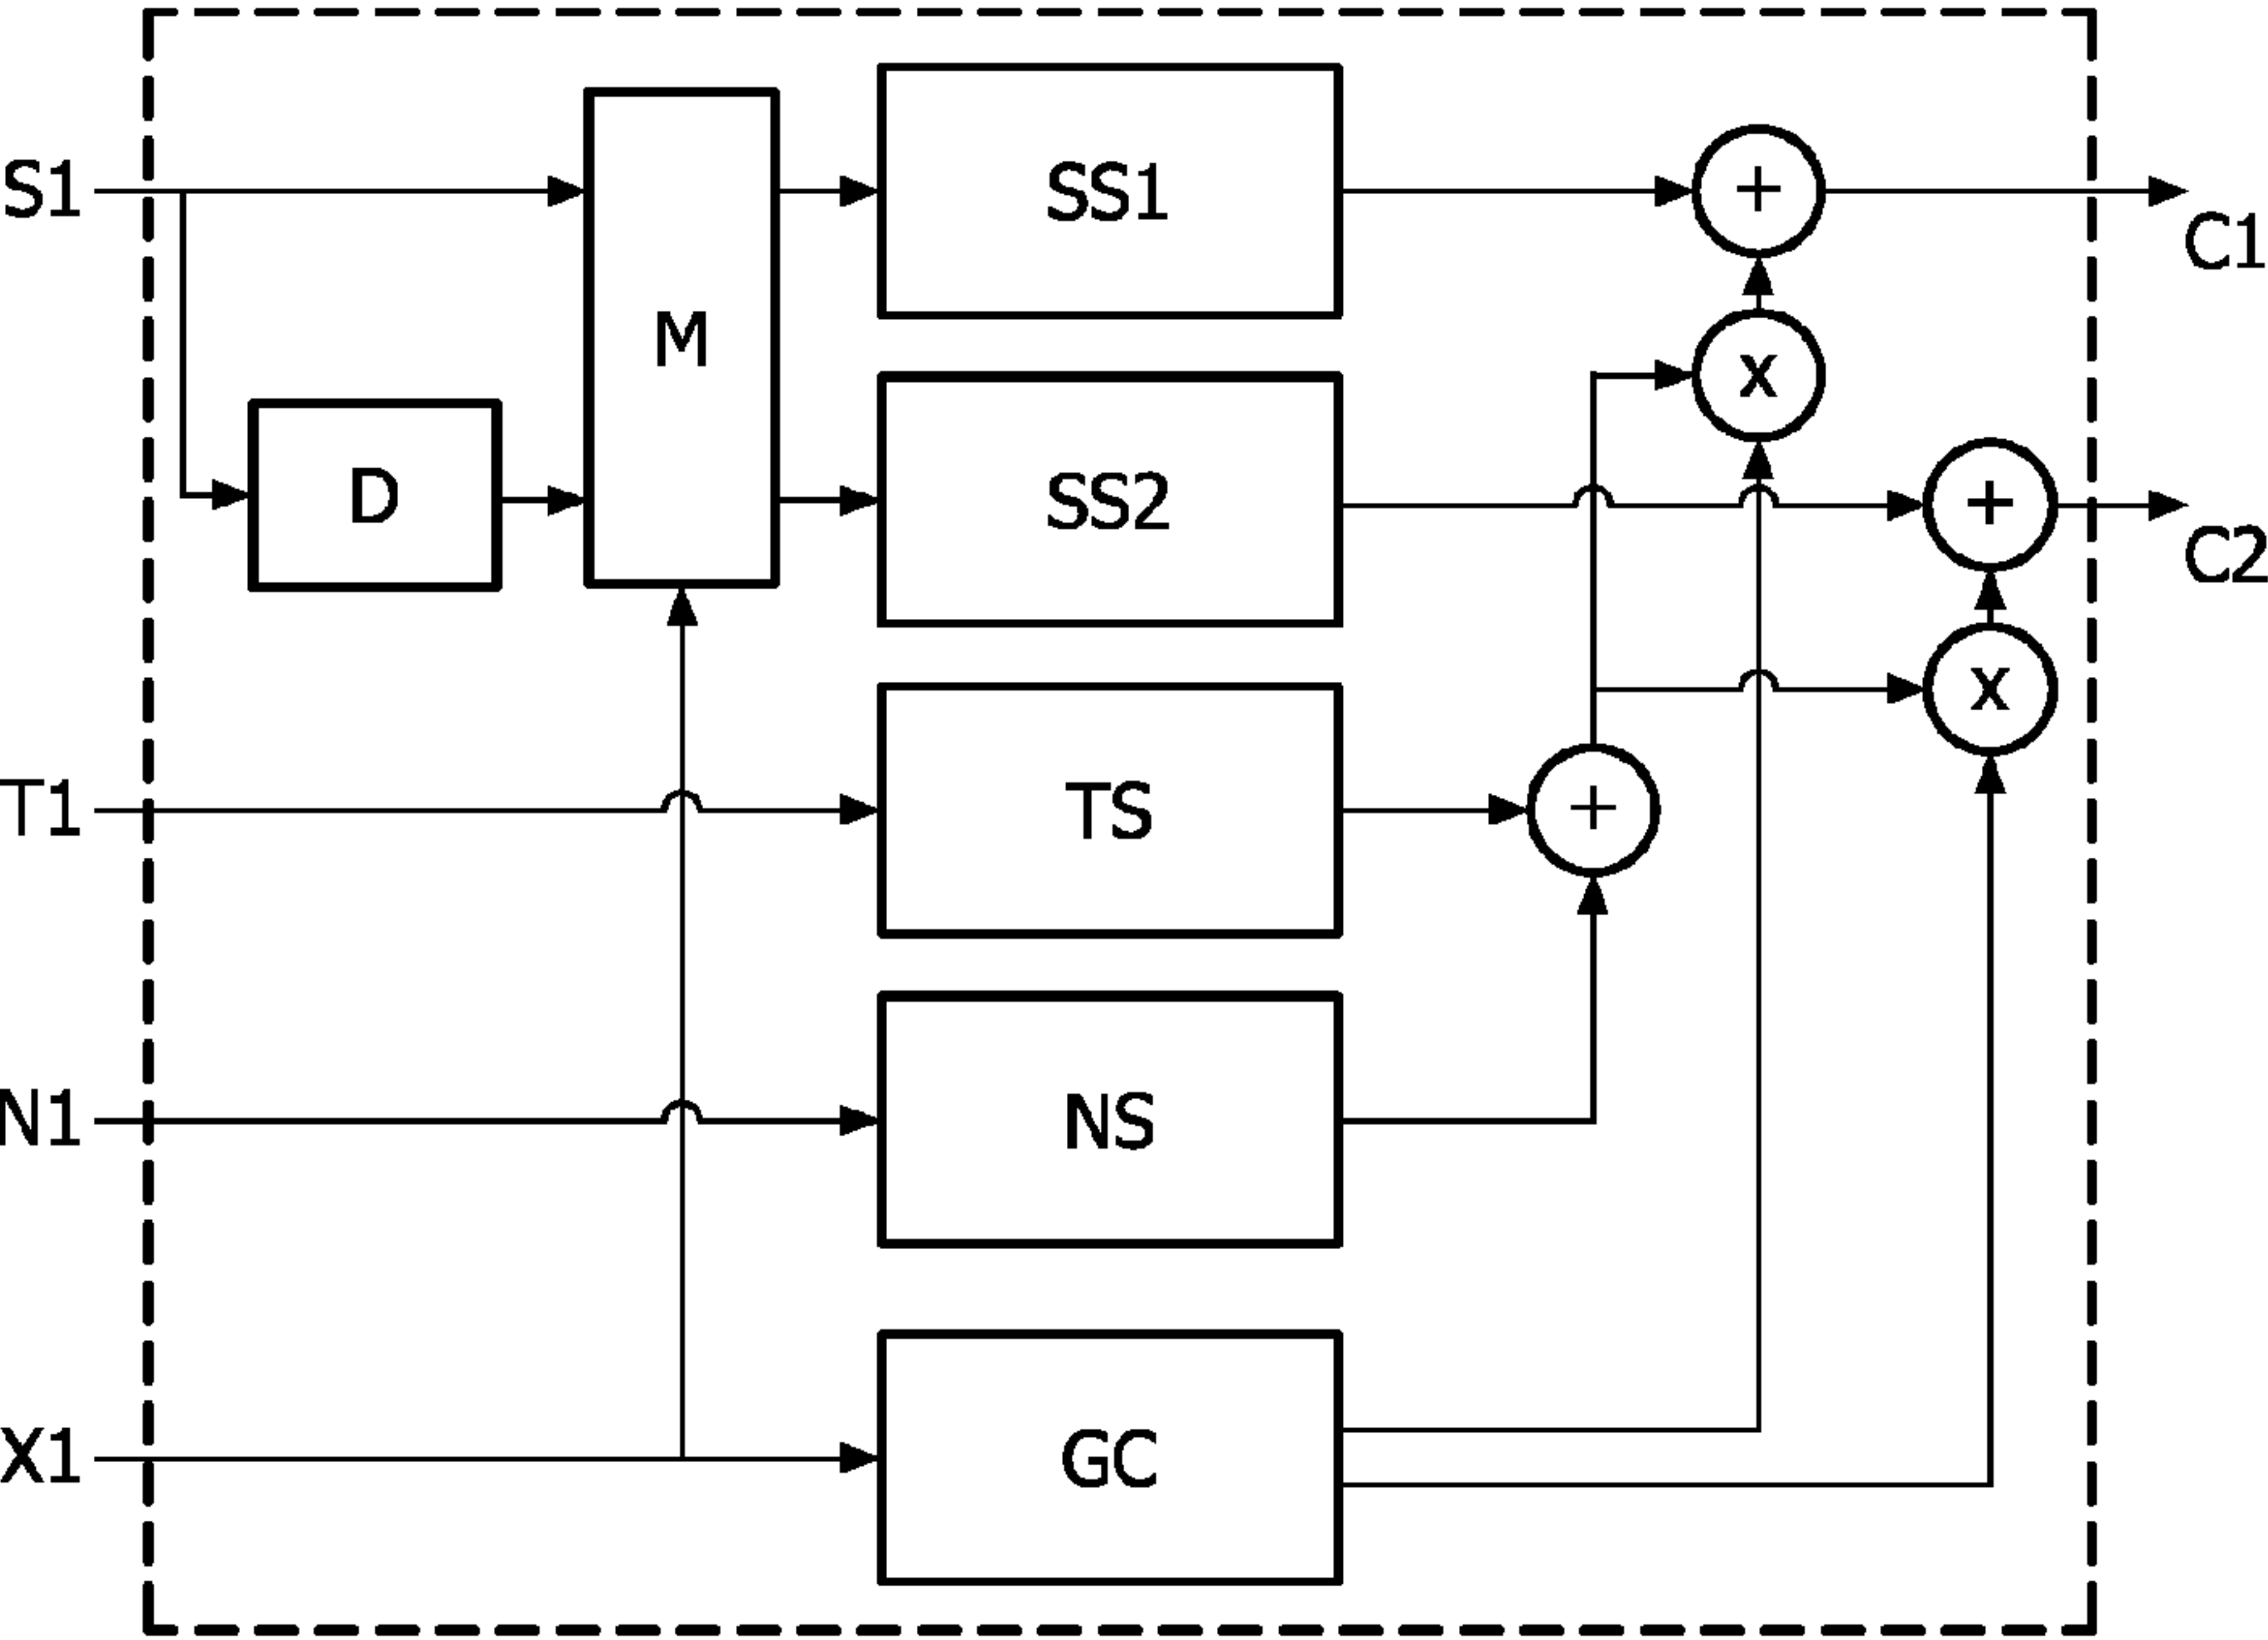 S1
SS1
+
C1
M
x
D
SS2
+
C2
x
T1
TS
+
N1
NS
X1
GC